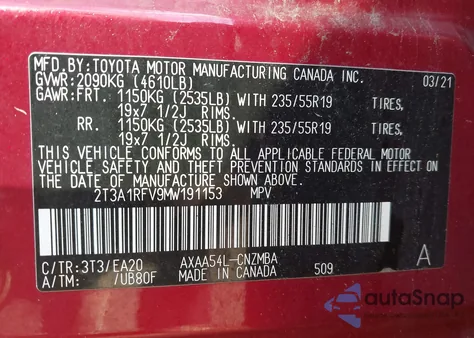 MFD.BY:TOYOTA MOTOR MANUFACTURING CANADA INC.
GVWR:2090KG (4610LB) 03/21
GAWR:FRT. 1150KG (2535LB) WITH 235/55R19 TIRES,
19x7 1/2J RIMS.
RR. 1150KG (2535LB) WITH 235/55R19 TIRES,
19x7 1/2J RIMS.
THIS VEHICLE CONFORMS TO ALL APPLICABLE FEDERAL MOTOR
VEHICLE SAFETY AND THEFT PREVENTION STANDARDS IN EFFECT ON
THE DATE OF MANUFACTURE SHOWN ABOVE.
2T3A1RFV9MW191153 MPV
C/TR:3T3/EA20 AXAA54L-CNZMBA A
A/TM: /UB80F MADE IN CANADA 509
autoSnap
POWERED BY AUTOASTAT